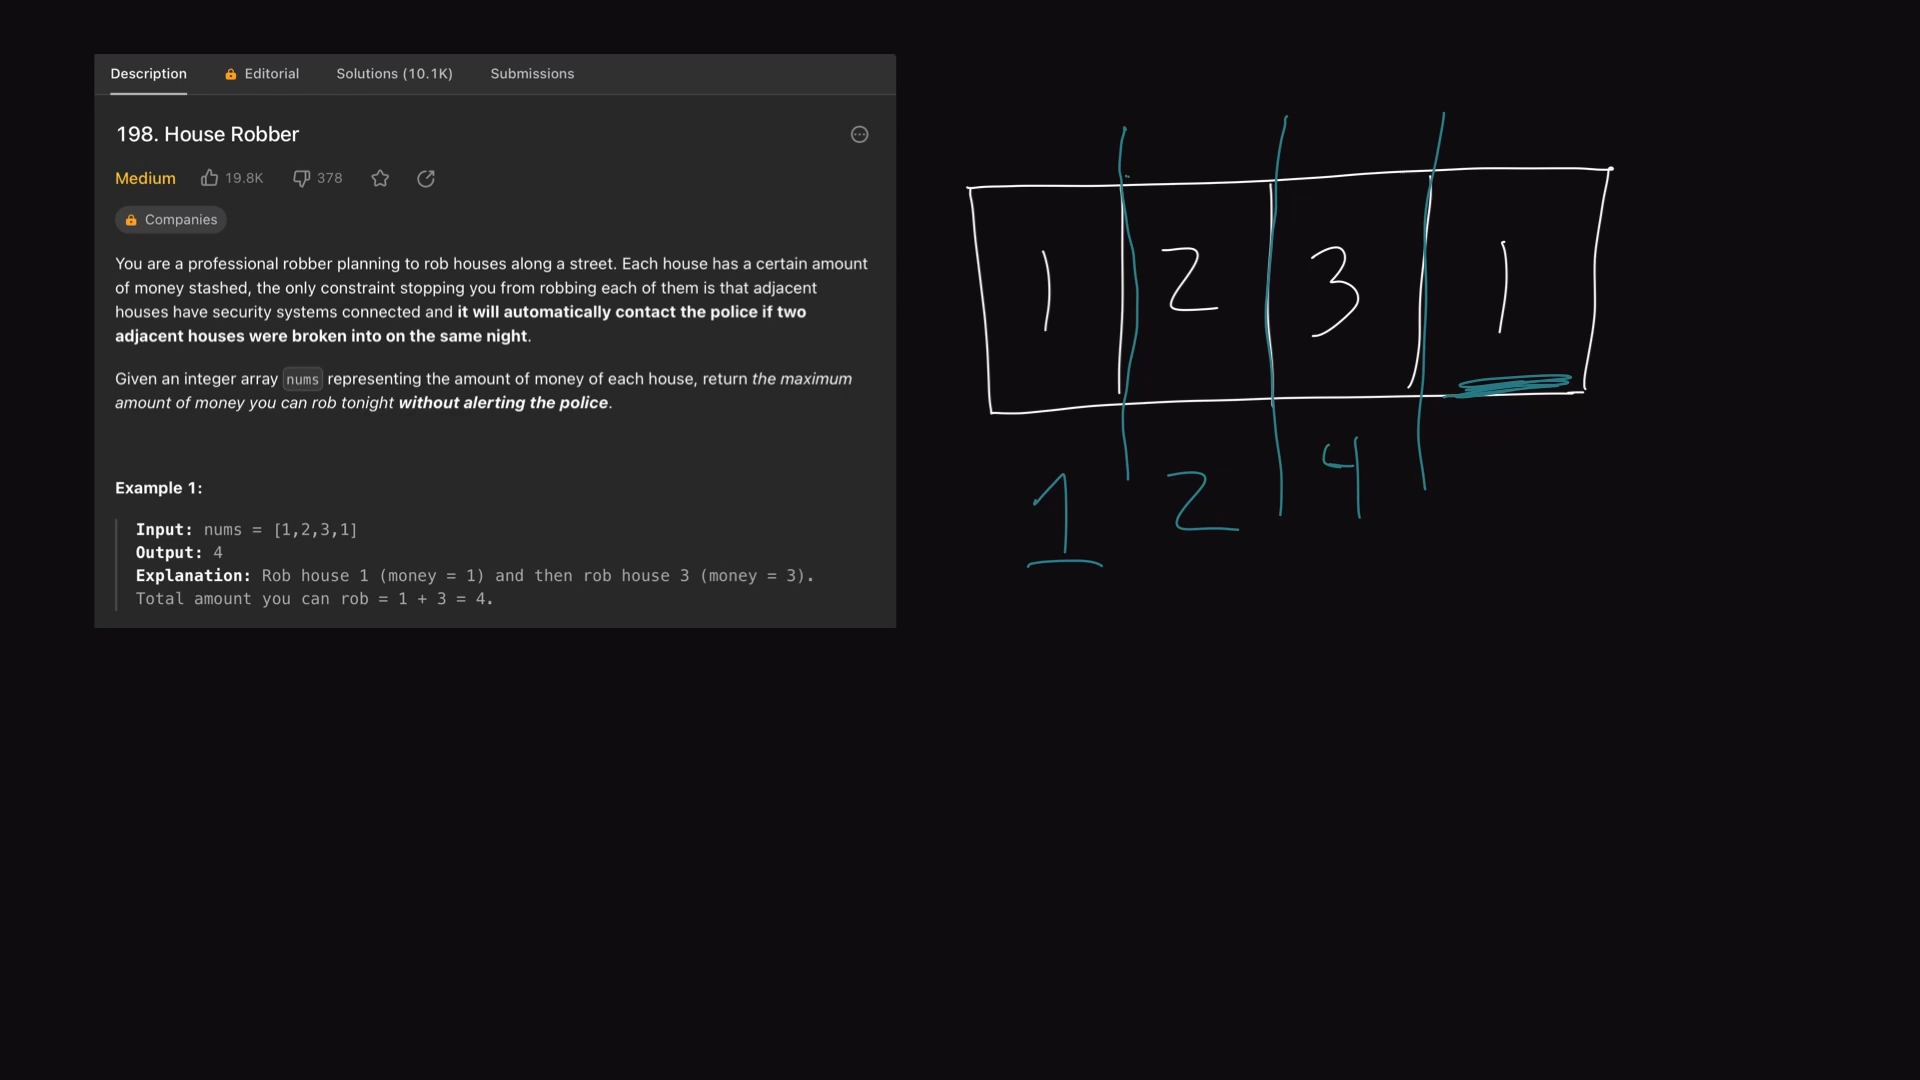 Description Editorial Solutions (10.1K) Submissions
198. House Robber
Medium 19.8K 378
Companies
You are a professional robber planning to rob houses along a street. Each house has a certain amount
of money stashed, the only constraint stopping you from robbing each of them is that adjacent
houses have security systems connected and it will automatically contact the police if two
adjacent houses were broken into on the same night.
Given an integer array nums representing the amount of money of each house, return the maximum
amount of money you can rob tonight without alerting the police.
Example 1:
Input: nums = [1,2,3,1]
Output: 4
Explanation: Rob house 1 (money = 1) and then rob house 3 (money = 3).
Total amount you can rob = 1 + 3 = 4.
1 2 3 1
1 2 4